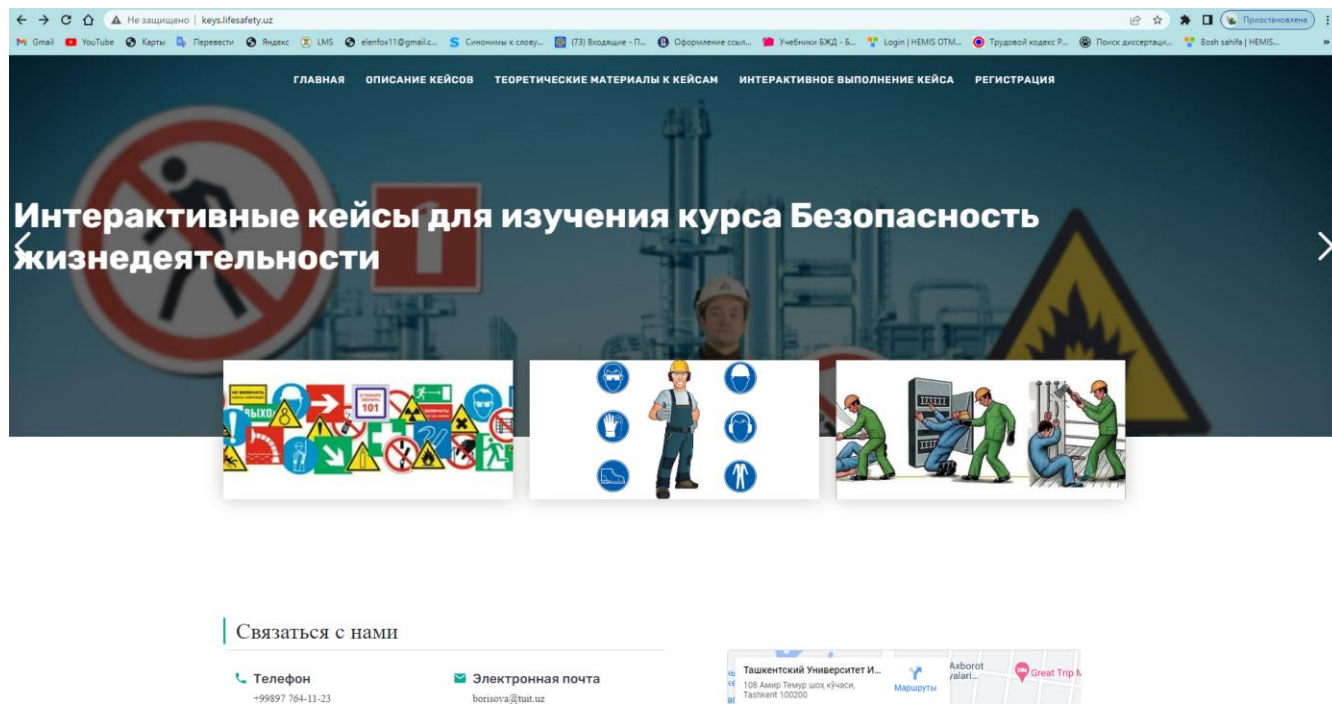 Не защищено | keys.lifesafety.uz
Приостановлена
Gmail YouTube Карты Перевести Яндекс LMS elenfox11@gmail.c... Синонимы к слову... (73) Входящие - П... Оформление ссыл... Учебники БЖД - Б... Login | HEMIS OTM... Трудовой кодекс Р... Поиск диссертаци... Bosh sahifa | HEMIS...
ГЛАВНАЯ ОПИСАНИЕ КЕЙСОВ ТЕОРЕТИЧЕСКИЕ МАТЕРИАЛЫ К КЕЙСАМ ИНТЕРАКТИВНОЕ ВЫПОЛНЕНИЕ КЕЙСА РЕГИСТРАЦИЯ
Интерактивные кейсы для изучения курса Безопасность
жизнедеятельности
101
Связаться с нами
Телефон
+99897 764-11-23
Электронная почта
borisova@tuit.uz
Ташкентский Университет И...
108 Амир Темур шоҳ кўчаси,
Tashkent 100200
Маршруты
Axborot
yalari...
Great Trip M